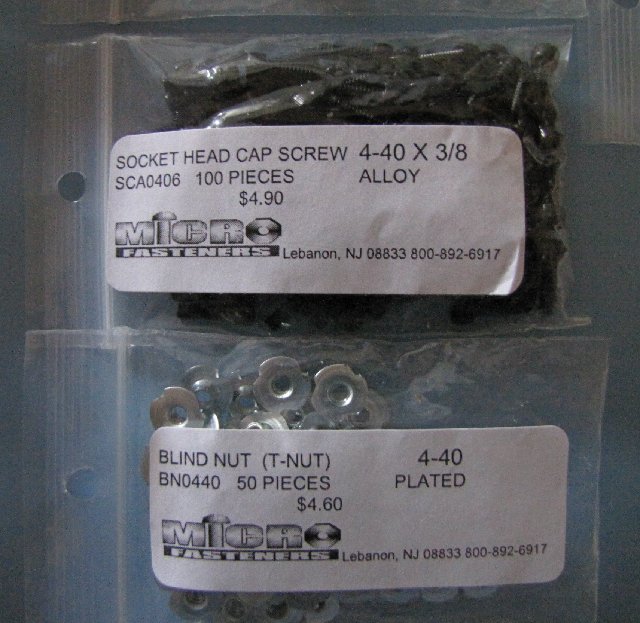 SOCKET HEAD CAP SCREW 4-40 X 3/8
SCA0406 100 PIECES ALLOY
$4.90
MICRO
FASTENERS Lebanon, NJ 08833 800-892-6917
BLIND NUT (T-NUT) 4-40
BN0440 50 PIECES PLATED
$4.60
MICRO
FASTENERS Lebanon, NJ 08833 800-892-6917